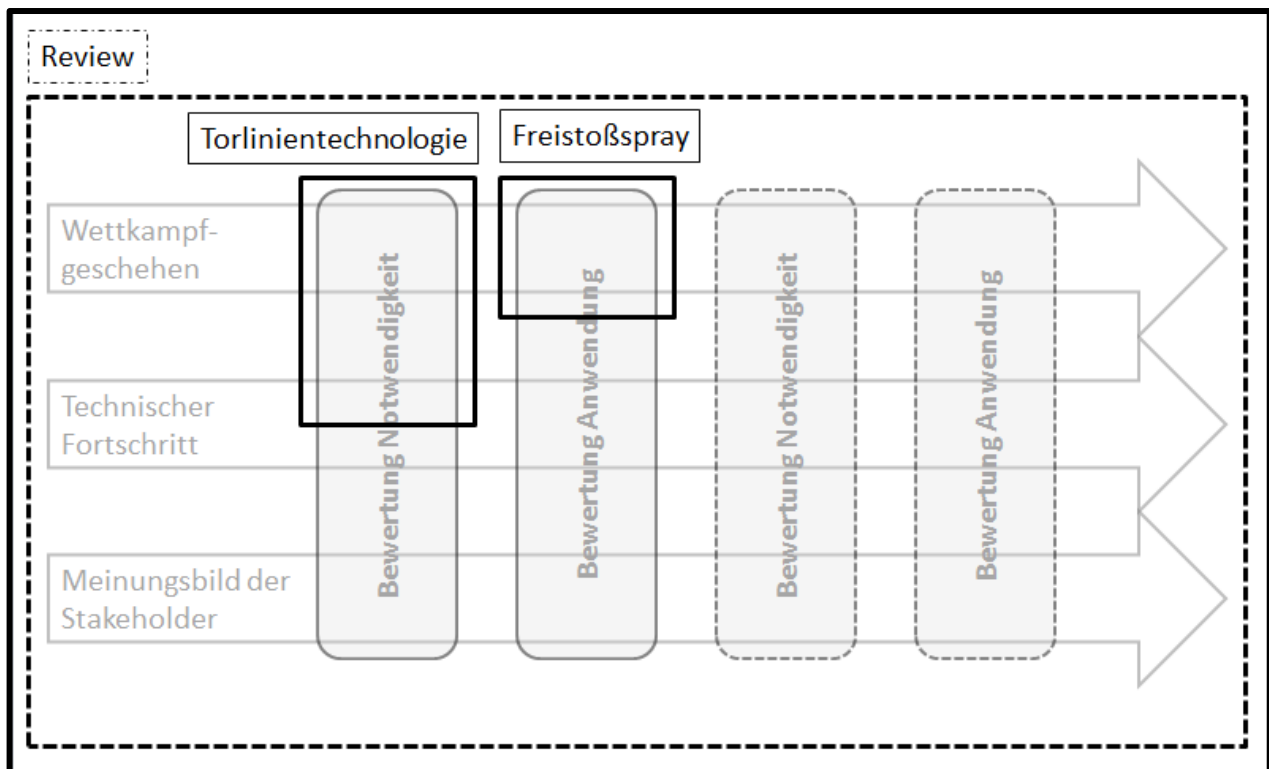 Review
Torlinientechnologie
Freistoßspray
Wettkampf-
geschehen
Technischer
Fortschritt
Meinungsbild der
Stakeholder
Bewertung Notwendigkeit
Bewertung Anwendung
Bewertung Notwendigkeit
Bewertung Anwendung